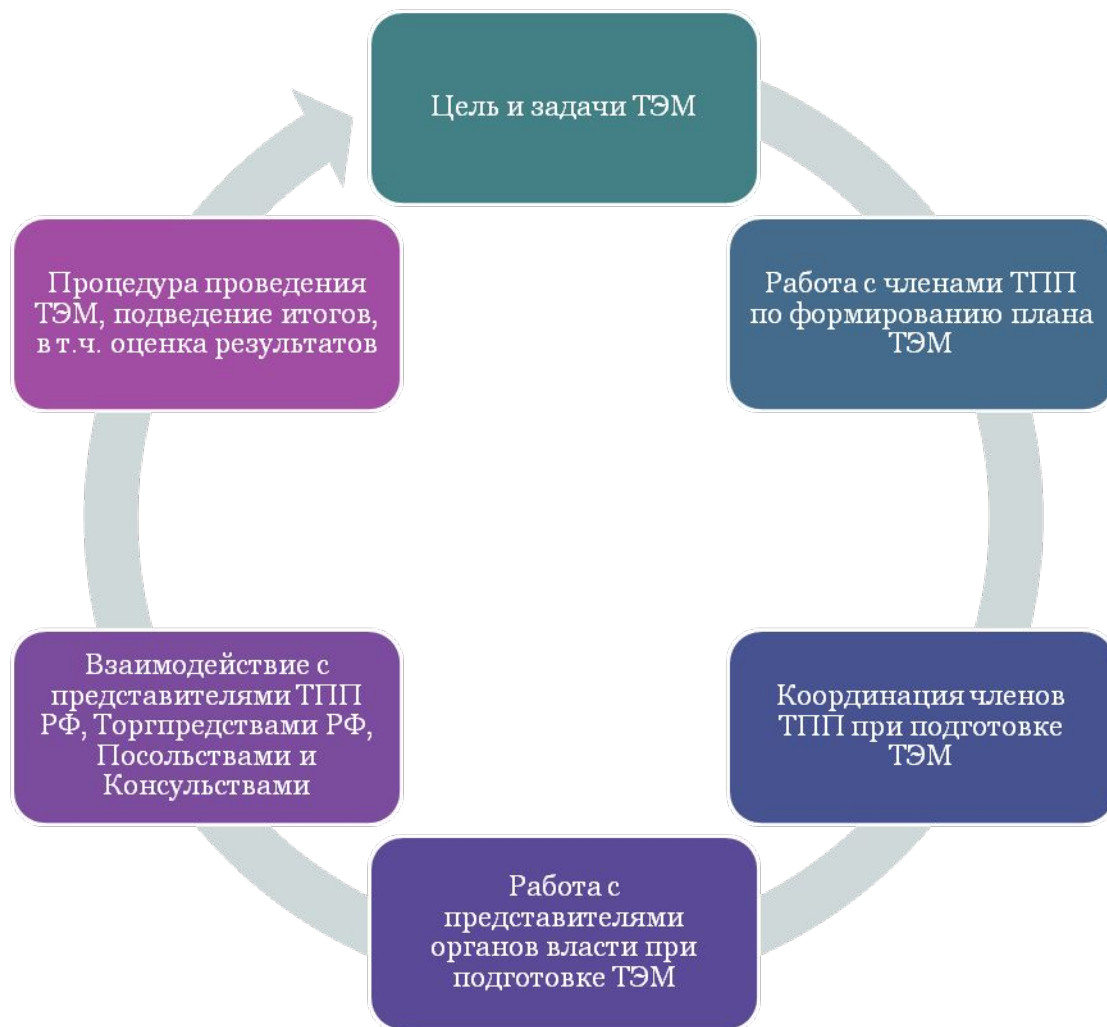 Цель и задачи ТЭМ
Работа с членами ТПП
по формированию плана
ТЭМ
Координация членов
ТПП при подготовке
ТЭМ
Работа с
представителями
органов власти при
подготовке ТЭМ
Взаимодействие с
представителями ТПП
РФ, Торгпредствами РФ,
Посольствами и
Консульствами
Процедура проведения
ТЭМ, подведение итогов,
в т.ч. оценка результатов